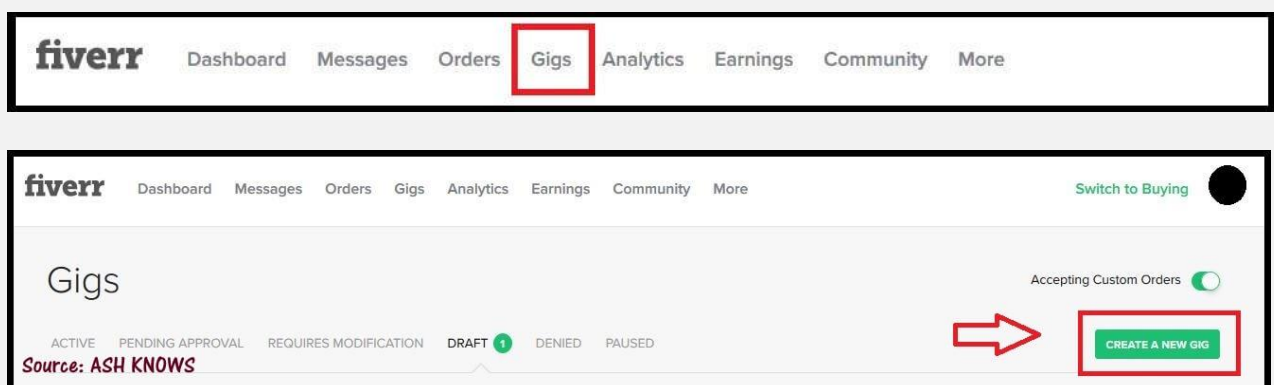 fiverr Dashboard Messages Orders Gigs Analytics Earnings Community More
fiverr Dashboard Messages Orders Gigs Analytics Earnings Community More Switch to Buying
Gigs
Accepting Custom Orders
ACTIVE PENDING APPROVAL REQUIRES MODIFICATION DRAFT 1 DENIED PAUSED
CREATE A NEW GIG
Source: ASH KNOWS